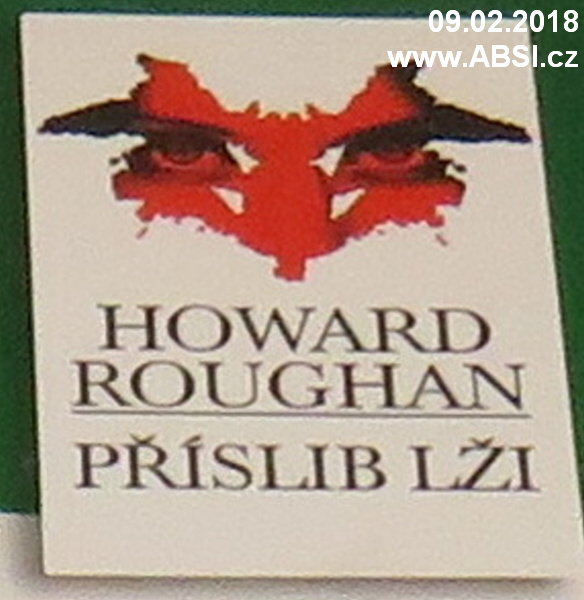 09.02.2018
www.ABSI.cz
HOWARD
ROUGHAN
PŘÍSLIB LŽI